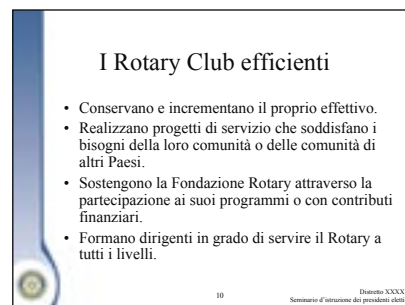 I Rotary Club efficienti
• Conservano e incrementano il proprio effettivo.
• Realizzano progetti di servizio che soddisfano i
bisogni della loro comunità o delle comunità di
altri Paesi.
• Sostengono la Fondazione Rotary attraverso la
partecipazione ai suoi programmi o con contributi
finanziari.
• Formano dirigenti in grado di servire il Rotary a
tutti i livelli.
10
Distretto XXXX
Seminario d'istruzione dei presidenti eletti